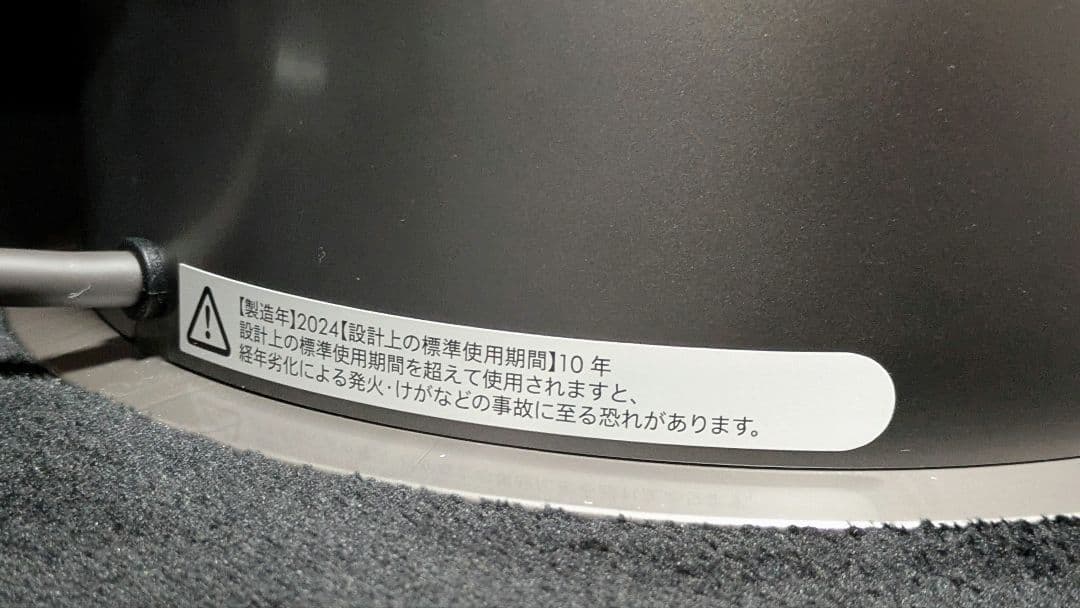 【製造年】2024【設計上の標準使用期間】10 年
設計上の標準使用期間を超えて使用されますと、
経年劣化による発火・けがなどの事故に至る恐れがあります。